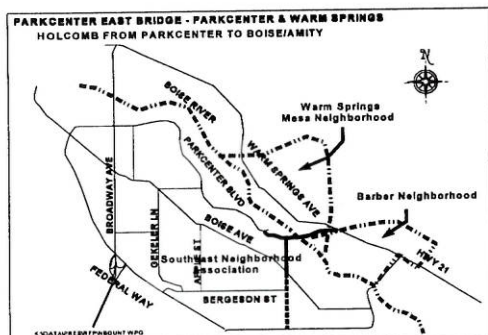 PARKCENTER EAST BRIDGE - PARKCENTER & WARM SPRINGS
HOLCOMB FROM PARKCENTER TO BOISE/AMITY
N
BOISE RIVER
Warm Springs
Mesa Neighborhood
WARM SPRINGS AVE
PARKCENTER BLVD
Barber Neighborhood
BROADWAY AVE
GEKELER LN
BOISE AVE
HWY 21
Southeast Neighborhood
Association
FEDERAL WAY
BERGESON ST